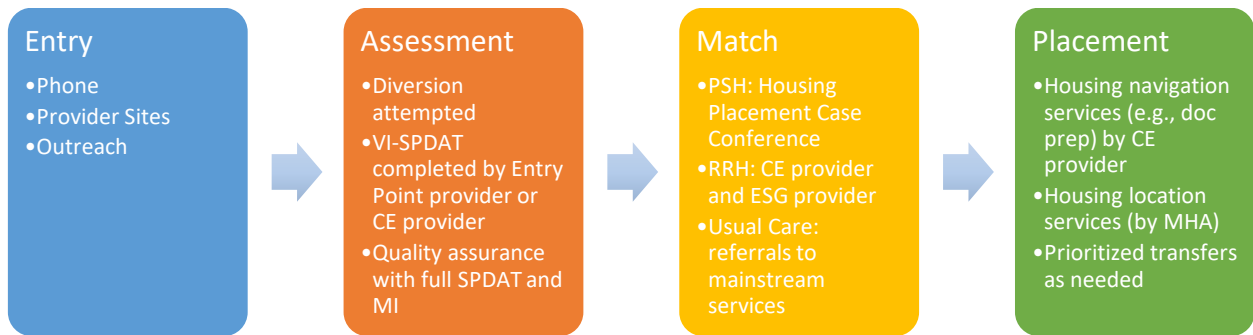 Entry
•Phone
•Provider Sites
•Outreach
Assessment
•Diversion
attempted
•VI-SPDAT
completed by Entry
Point provider or
CE provider
•Quality assurance
with full SPDAT and
MI
Match
•PSH: Housing
Placement Case
Conference
•RRH: CE provider
and ESG provider
•Usual Care:
referrals to
mainstream
services
Placement
•Housing navigation
services (e.g., doc
prep) by CE
provider
•Housing location
services (by MHA)
•Prioritized transfers
as needed